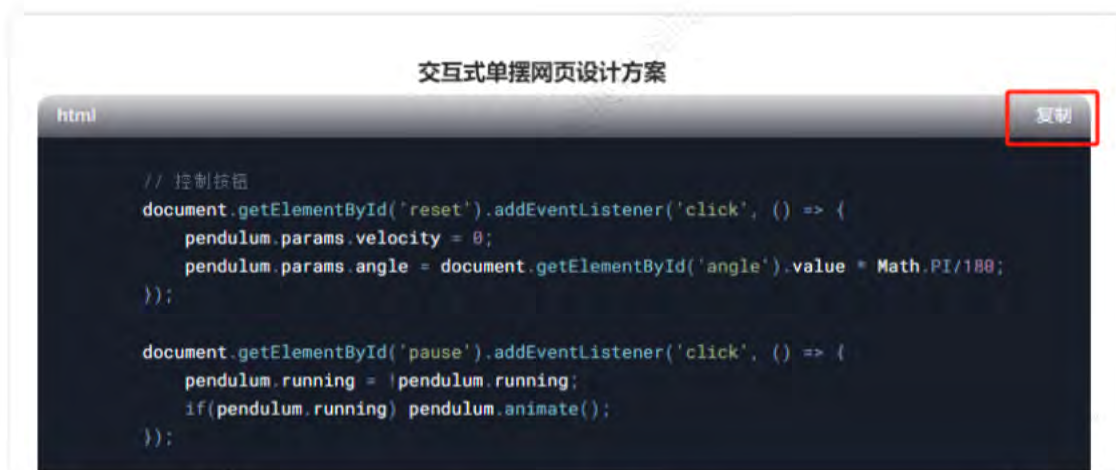 交互式单摆网页设计方案
html 复制
// 控制按钮
document.getElementById('reset').addEventListener('click', () => {
pendulum.params.velocity = 0;
pendulum.params.angle = document.getElementById('angle').value * Math.PI/180;
});
document.getElementById('pause').addEventListener('click', () => {
pendulum.running = !pendulum.running;
if(pendulum.running) pendulum.animate();
});